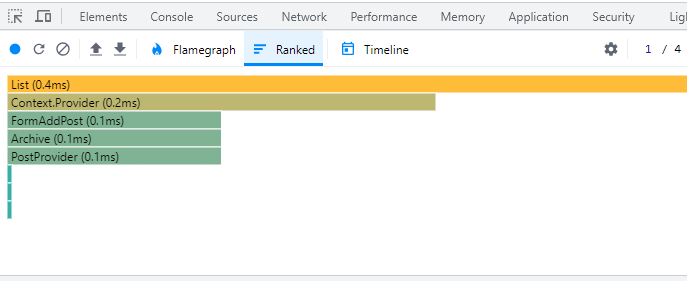 Elements Console Sources Network Performance Memory Application Security Ligh
Flamegraph Ranked Timeline 1 / 4
List (0.4ms)
Context.Provider (0.2ms)
FormAddPost (0.1ms)
Archive (0.1ms)
PostProvider (0.1ms)